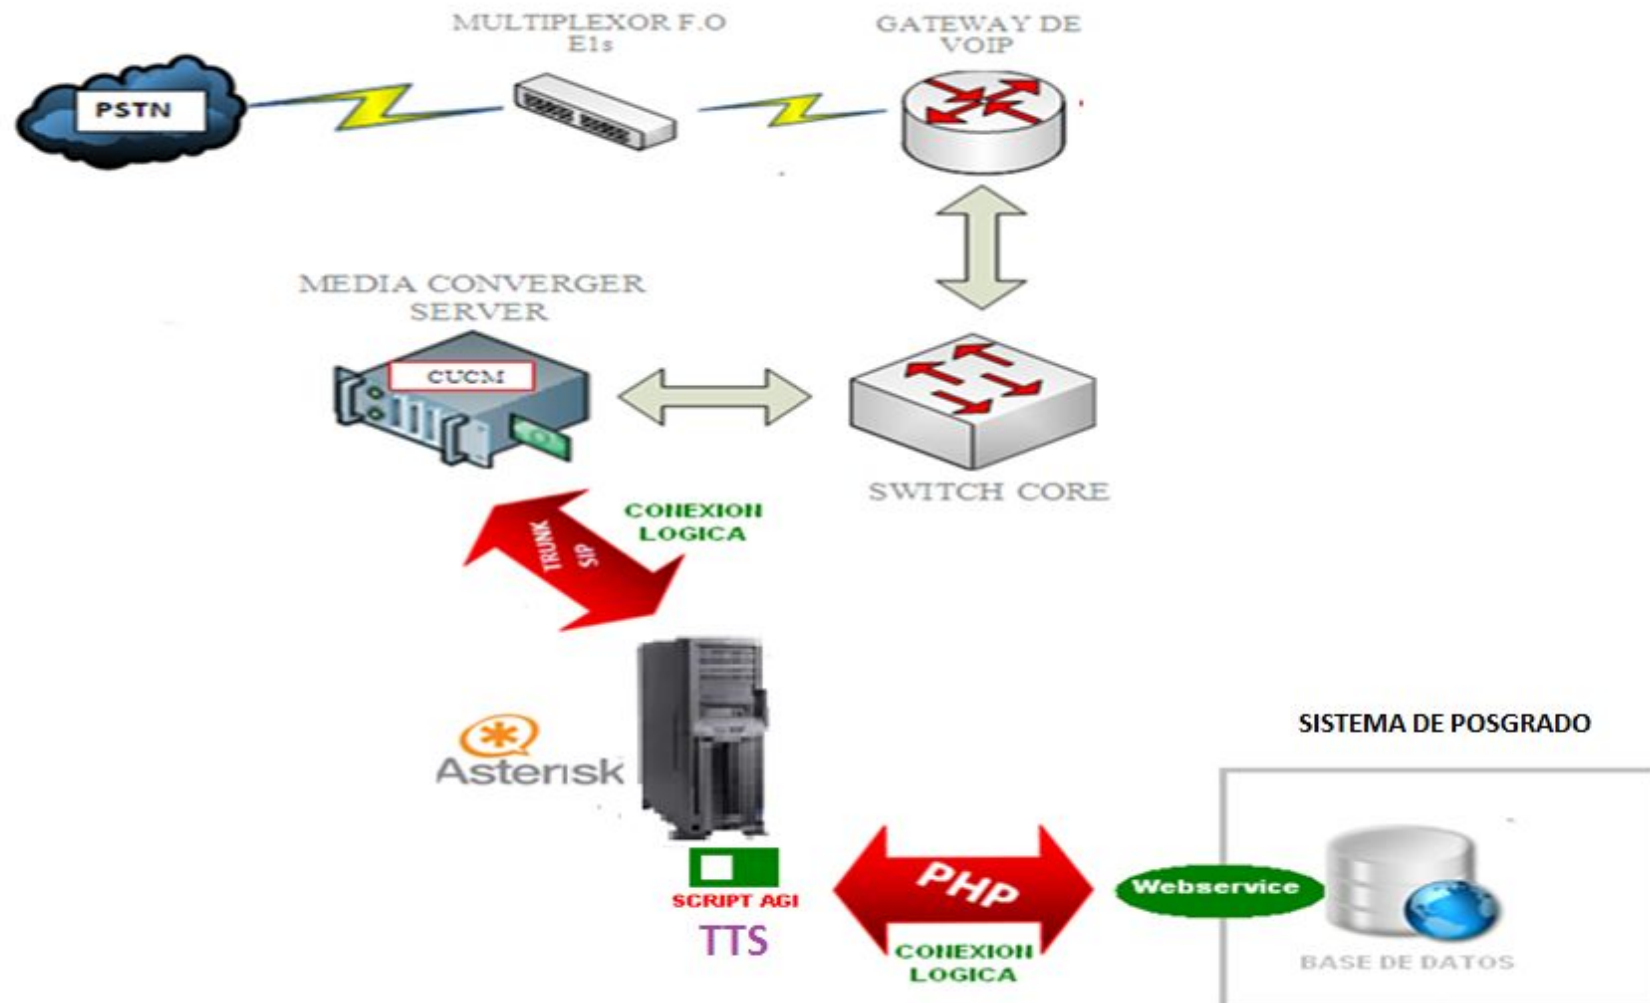 MULTIPLEXOR F.O
E1s
GATEWAY DE
VOIP
PSTN
MEDIA CONVERGER
SERVER
CUCM
SWITCH CORE
CONEXION
LOGICA
TRUNK
SIP
Asterisk
SISTEMA DE POSGRADO
SCRIPT AGI
TTS
PHP
CONEXION
LOGICA
Webservice
BASE DE DATOS